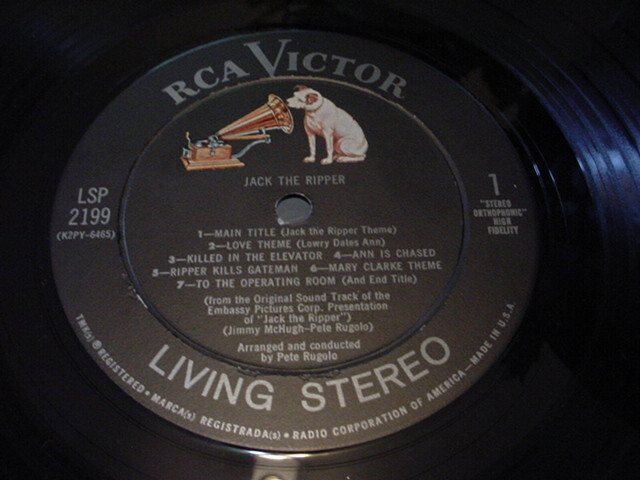 RCA VICTOR
JACK THE RIPPER
LSP
2199
(K2PY-6465)
1
"STEREO
ORTHOPHONIC"
HIGH
FIDELITY
1—MAIN TITLE (Jack the Ripper Theme)
2—LOVE THEME (Lowry Dates Ann)
3—KILLED IN THE ELEVATOR 4—ANN IS CHASED
5—RIPPER KILLS GATEMAN 6—MARY CLARKE THEME
7—TO THE OPERATING ROOM (And End Title)
(from the Original Sound Track of the
Embassy Pictures Corp. Presentation
of "Jack the Ripper")
(Jimmy McHugh-Pete Rugolo)
Arranged and conducted
by Pete Rugolo
LIVING STEREO
TMK(s) ® REGISTERED • MARCA(s) REGISTRADA(s) • RADIO CORPORATION OF AMERICA—MADE IN U.S.A.